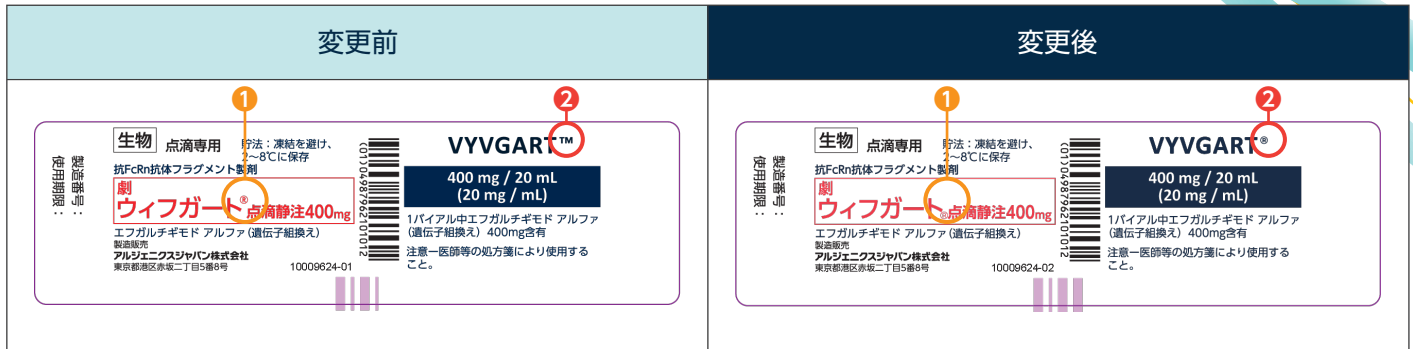 変更前
❶
❷
製造番号：
使用期限：
生物 点滴専用 貯法：凍結を避け、
2～8℃に保存
抗FcRn抗体フラグメント製剤
劇
ウィフガート®点滴静注400mg
エフガルチギモド アルファ（遺伝子組換え）
製造販売
アルジェニクスジャパン株式会社
東京都港区赤坂二丁目5番8号 10009624-01
(01)04987962101012
VYVGART™
400 mg / 20 mL
(20 mg / mL)
1バイアル中エフガルチギモド アルファ
（遺伝子組換え）400mg含有
注意－医師等の処方箋により使用する
こと。
変更後
❶
❷
製造番号：
使用期限：
生物 点滴専用 貯法：凍結を避け、
2～8℃に保存
抗FcRn抗体フラグメント製剤
劇
ウィフガート®点滴静注400mg
エフガルチギモド アルファ（遺伝子組換え）
製造販売
アルジェニクスジャパン株式会社
東京都港区赤坂二丁目5番8号 10009624-02
(01)04987962101012
VYVGART®
400 mg / 20 mL
(20 mg / mL)
1バイアル中エフガルチギモド アルファ
（遺伝子組換え）400mg含有
注意－医師等の処方箋により使用する
こと。